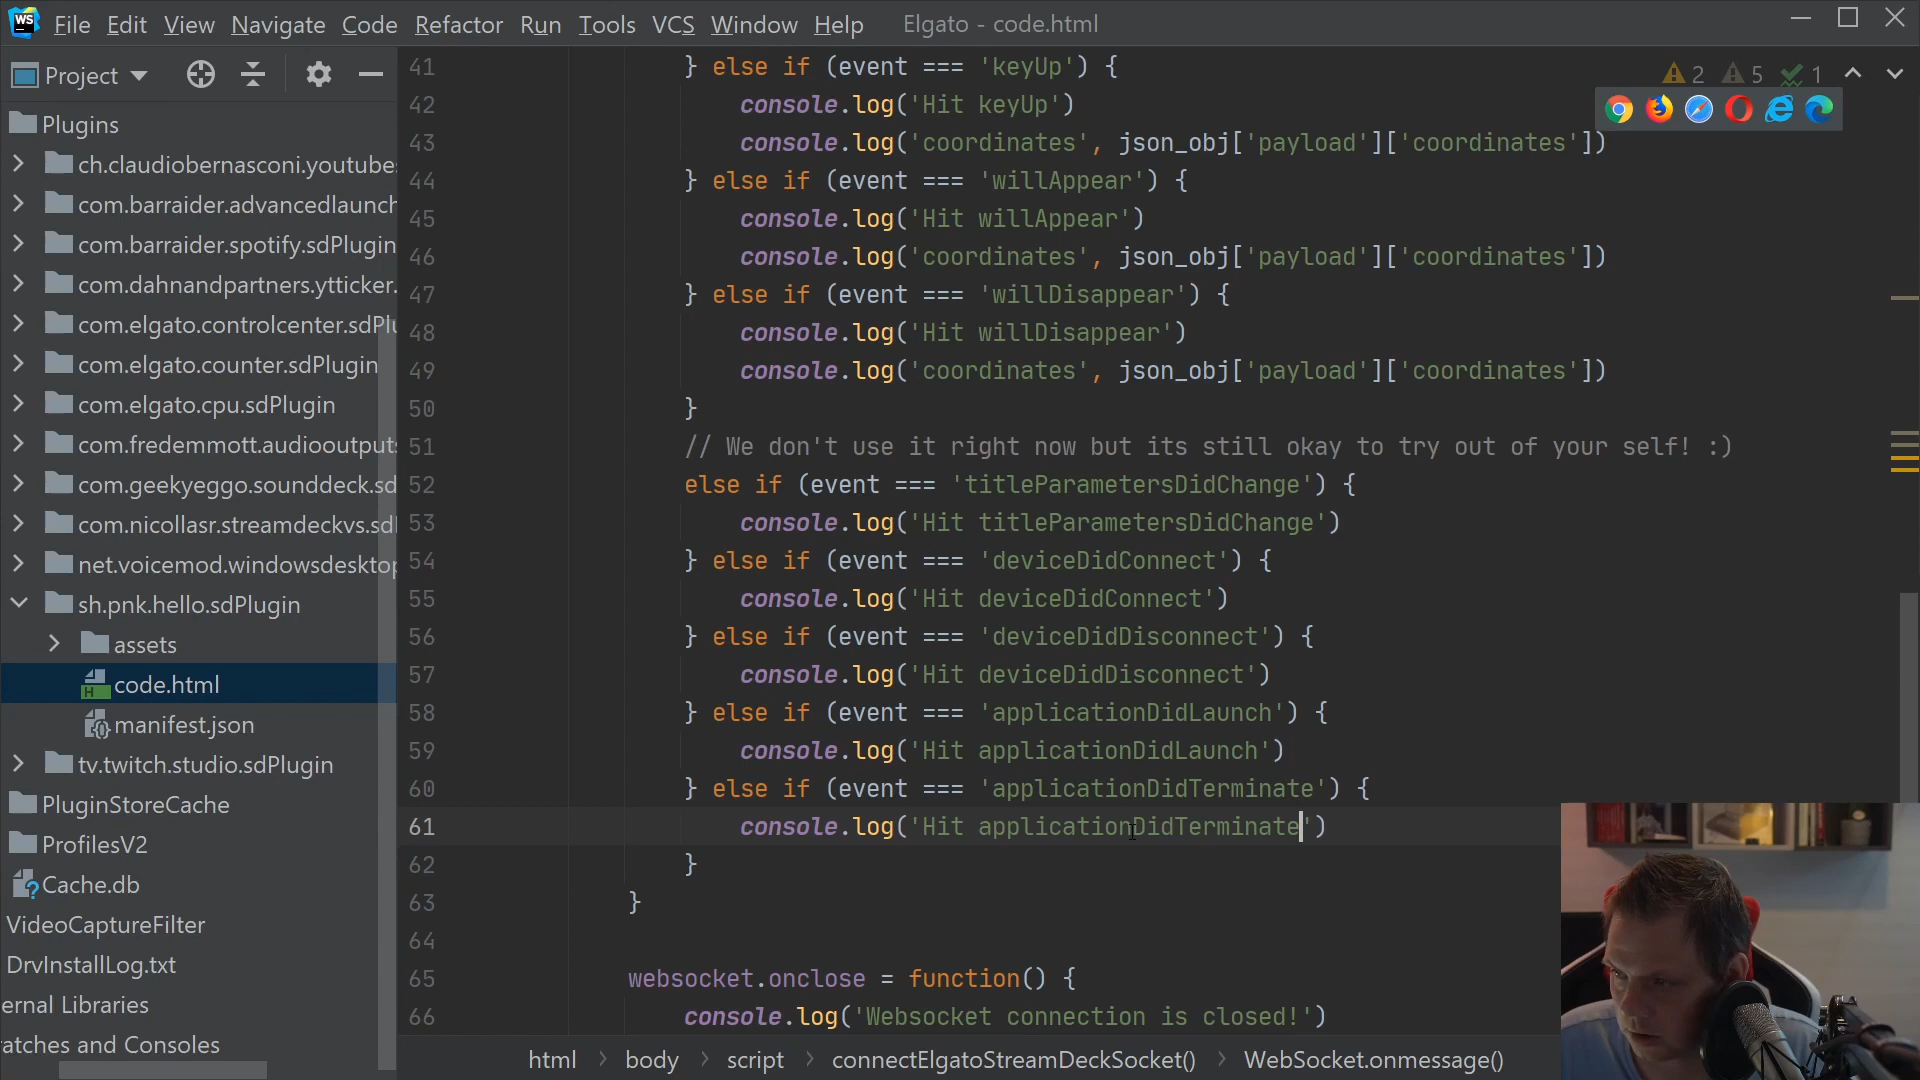 WS File Edit View Navigate Code Refactor Run Tools VCS Window Help Elgato - code.html
Project
Plugins
ch.claudiobernasconi.youtube
com.barraider.advancedlaunch
com.barraider.spotify.sdPlugin
com.dahnandpartners.ytticker.
com.elgato.controlcenter.sdPlu
com.elgato.counter.sdPlugin
com.elgato.cpu.sdPlugin
com.fredemmott.audiooutput
com.geekyeggo.sounddeck.sd
com.nicollasr.streamdeckvs.sd
net.voicemod.windowsdesktop
sh.pnk.hello.sdPlugin
assets
code.html
manifest.json
tv.twitch.studio.sdPlugin
PluginStoreCache
ProfilesV2
Cache.db
VideoCaptureFilter
DrvInstallLog.txt
ernal Libraries
atches and Consoles
2 5 1
41 } else if (event === 'keyUp') {
42 console.log('Hit keyUp')
43 console.log('coordinates', json_obj['payload']['coordinates'])
44 } else if (event === 'willAppear') {
45 console.log('Hit willAppear')
46 console.log('coordinates', json_obj['payload']['coordinates'])
47 } else if (event === 'willDisappear') {
48 console.log('Hit willDisappear')
49 console.log('coordinates', json_obj['payload']['coordinates'])
50 }
51 // We don't use it right now but its still okay to try out of your self! :)
52 else if (event === 'titleParametersDidChange') {
53 console.log('Hit titleParametersDidChange')
54 } else if (event === 'deviceDidConnect') {
55 console.log('Hit deviceDidConnect')
56 } else if (event === 'deviceDidDisconnect') {
57 console.log('Hit deviceDidDisconnect')
58 } else if (event === 'applicationDidLaunch') {
59 console.log('Hit applicationDidLaunch')
60 } else if (event === 'applicationDidTerminate') {
61 console.log('Hit applicationDidTerminate')
62 }
63 }
64
65 websocket.onclose = function() {
66 console.log('Websocket connection is closed!')
html > body > script > connectElgatoStreamDeckSocket() > WebSocket.onmessage()